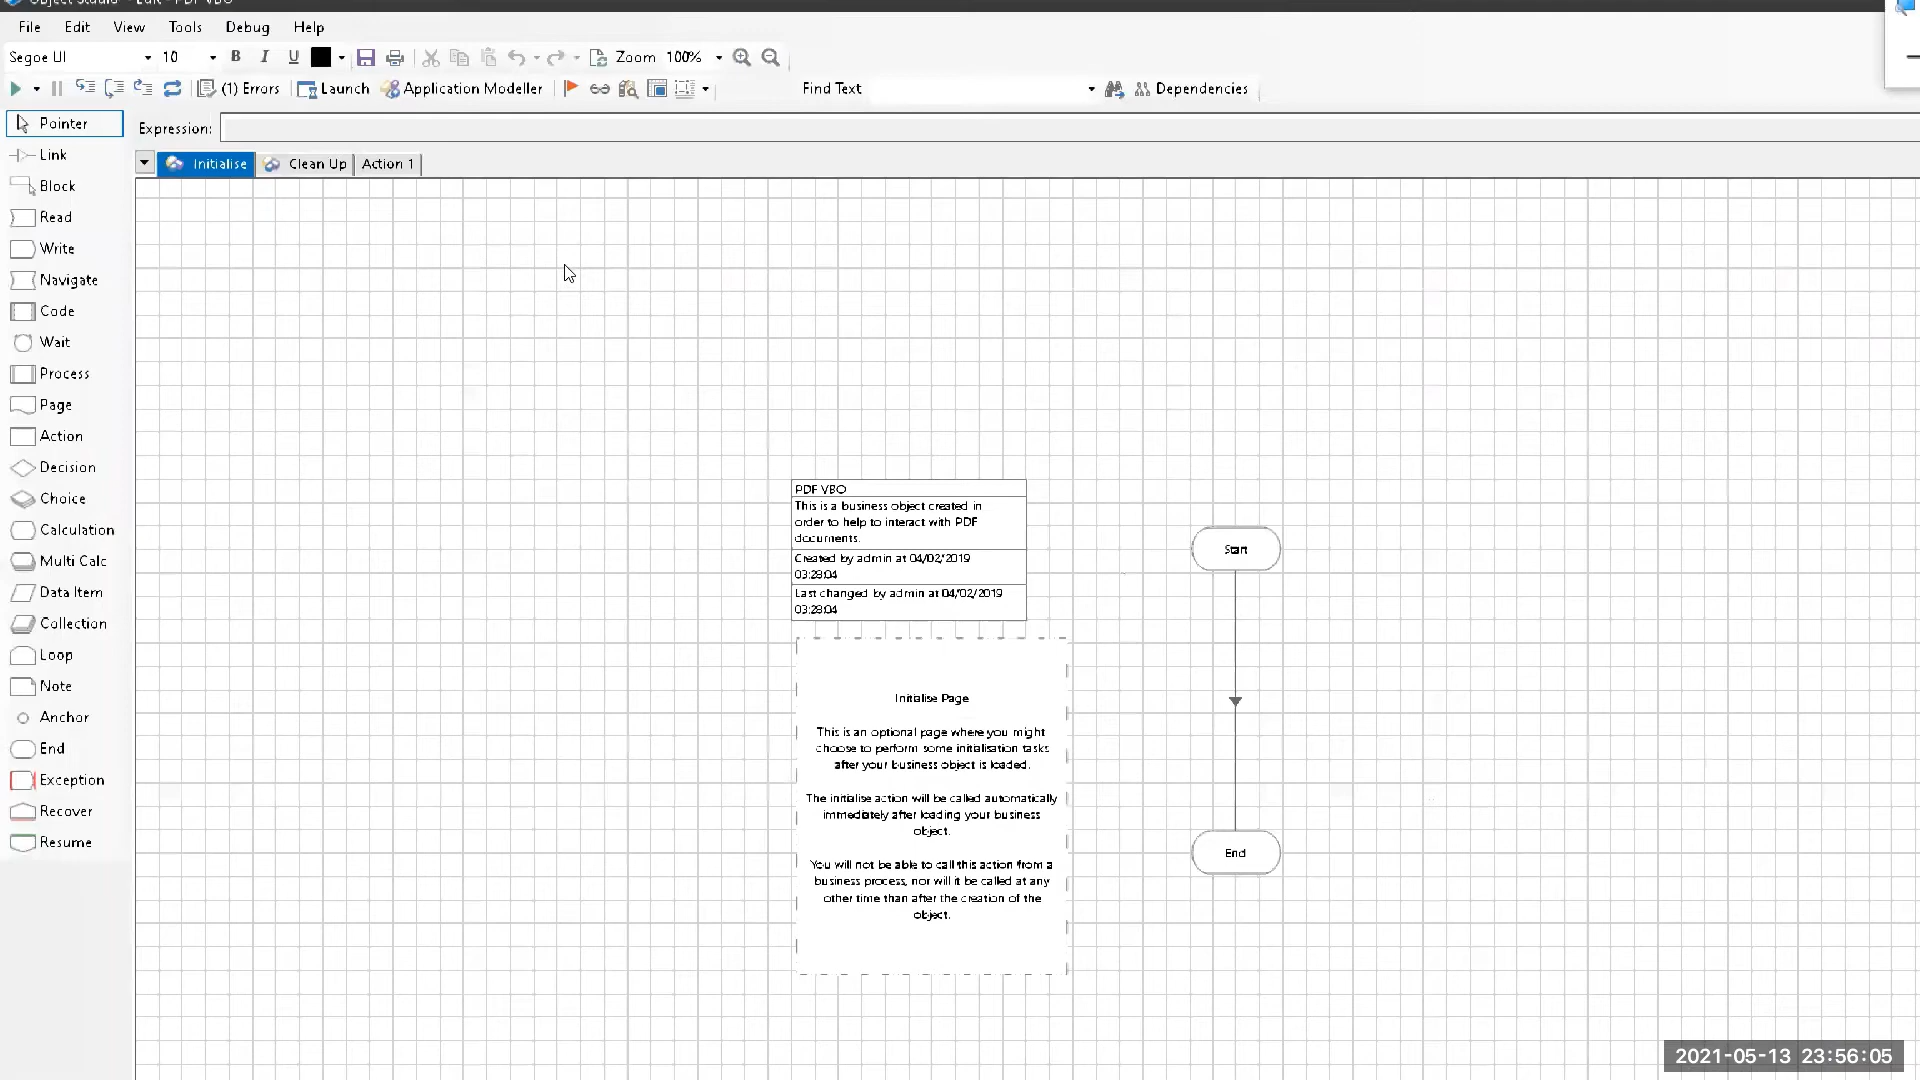 Object Studio - Edit - PDF VBO
File Edit View Tools Debug Help
Segoe UI 10 B I U Zoom 100%
(1) Errors Launch Application Modeller Find Text Dependencies
Pointer
Expression:
Link
Initialise Clean Up Action 1
Block
Read
Write
Navigate
Code
Wait
Process
Page
Action
Decision
Choice
Calculation
Multi Calc
Data Item
Collection
Loop
Note
Anchor
End
Exception
Recover
Resume
PDF VBO
This is a business object created in
order to help to interact with PDF
documents.
Created by admin at 04/02/2019
03:28:04
Last changed by admin at 04/02/2019
03:28:04
Initialise Page
This is an optional page where you might
choose to perform some initialisation tasks
after your business object is loaded.
The initialise action will be called automatically
immediately after loading your business
object.
You will not be able to call this action from a
business process, nor will it be called at any
other time than after the creation of the
object.
Start
End
2021-05-13 23:56:05